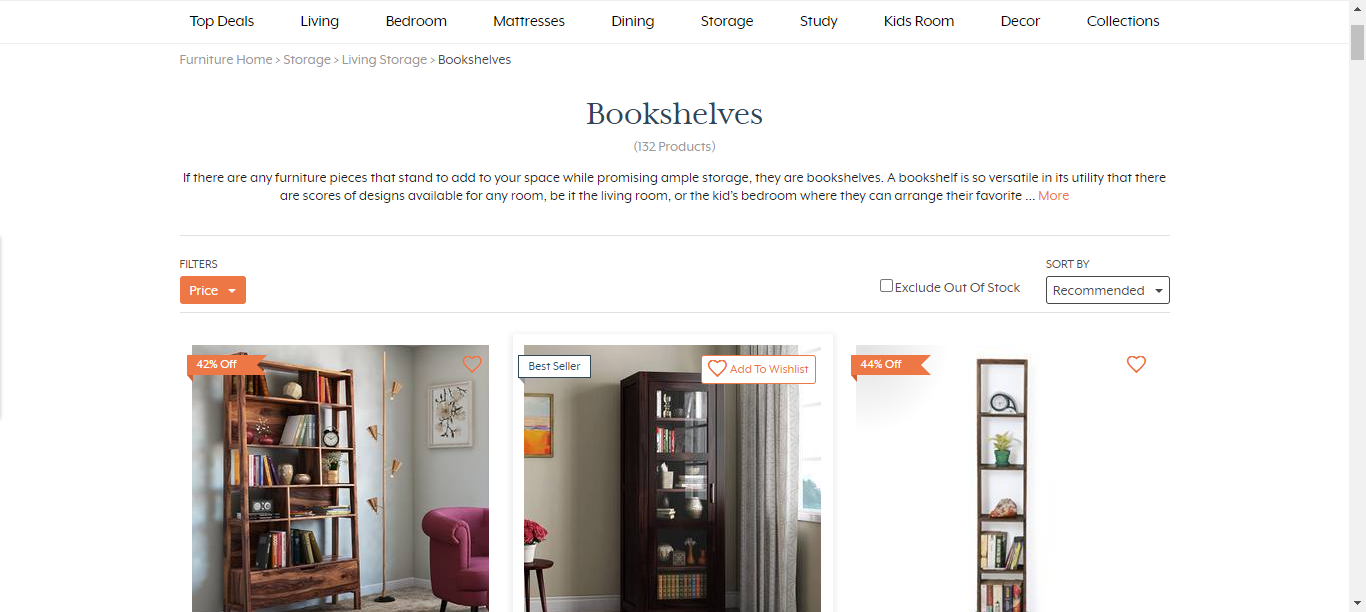 Top Deals Living Bedroom Mattresses Dining Storage Study Kids Room Decor Collections
Furniture Home > Storage > Living Storage > Bookshelves
Bookshelves
(132 Products)
If there are any furniture pieces that stand to add to your space while promising ample storage, they are bookshelves. A bookshelf is so versatile in its utility that there
are scores of designs available for any room, be it the living room, or the kid's bedroom where they can arrange their favorite ... More
FILTERS
Price
Exclude Out Of Stock
SORT BY
Recommended
42% Off
Best Seller
Add To Wishlist
44% Off